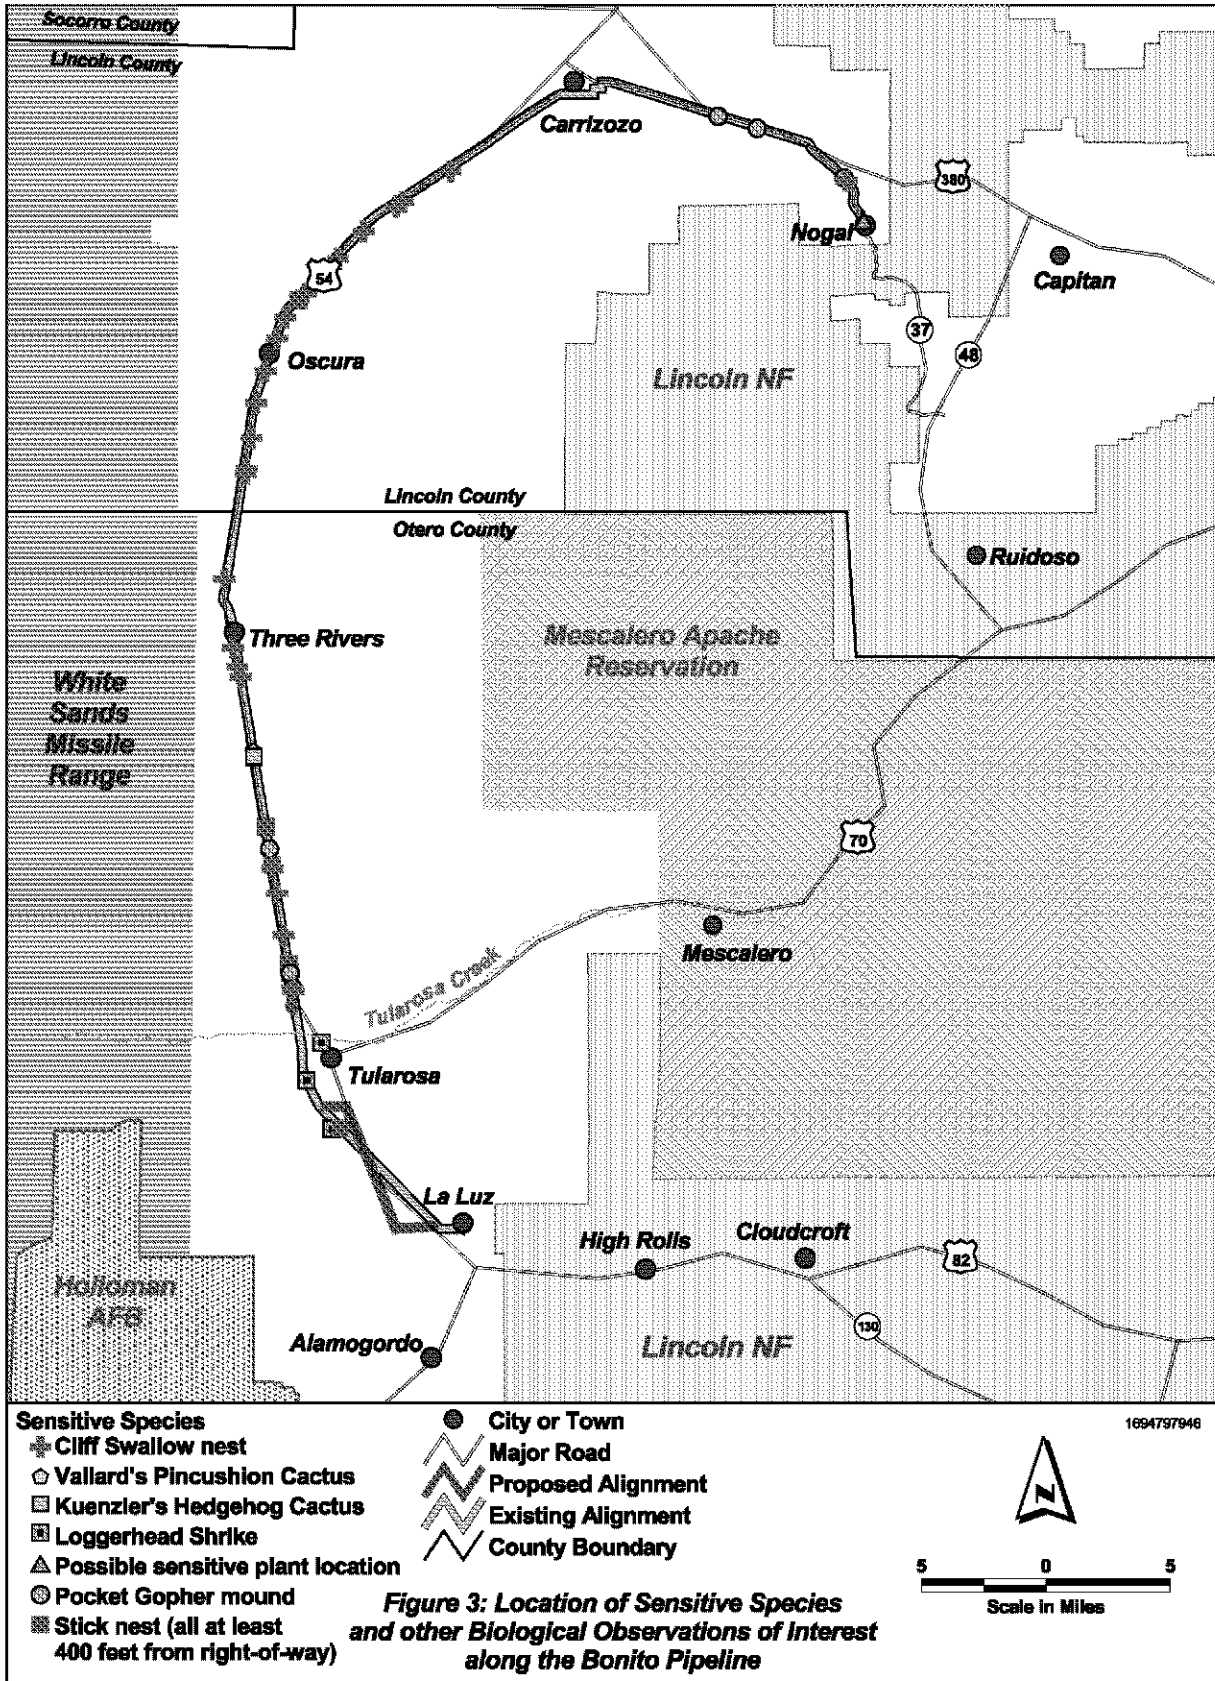 Socorro County
Lincoln County
Carrizozo
380
Nogal
Capitan
54
37
48
Oscura
Lincoln NF
Lincoln County
Otero County
Ruidoso
Three Rivers
Mescalero Apache
Reservation
White
Sands
Missile
Range
70
Mescalero
Tularosa Creek
Tularosa
La Luz
High Rolls
Cloudcroft
82
Holloman
AFB
130
Alamogordo
Lincoln NF
Sensitive Species
Cliff Swallow nest
Vallard's Pincushion Cactus
Kuenzler's Hedgehog Cactus
Loggerhead Shrike
Possible sensitive plant location
Pocket Gopher mound
Stick nest (all at least
400 feet from right-of-way)
City or Town
Major Road
Proposed Alignment
Existing Alignment
County Boundary
1694797946
N
5 0 5
Scale in Miles
Figure 3: Location of Sensitive Species
and other Biological Observations of Interest
along the Bonito Pipeline